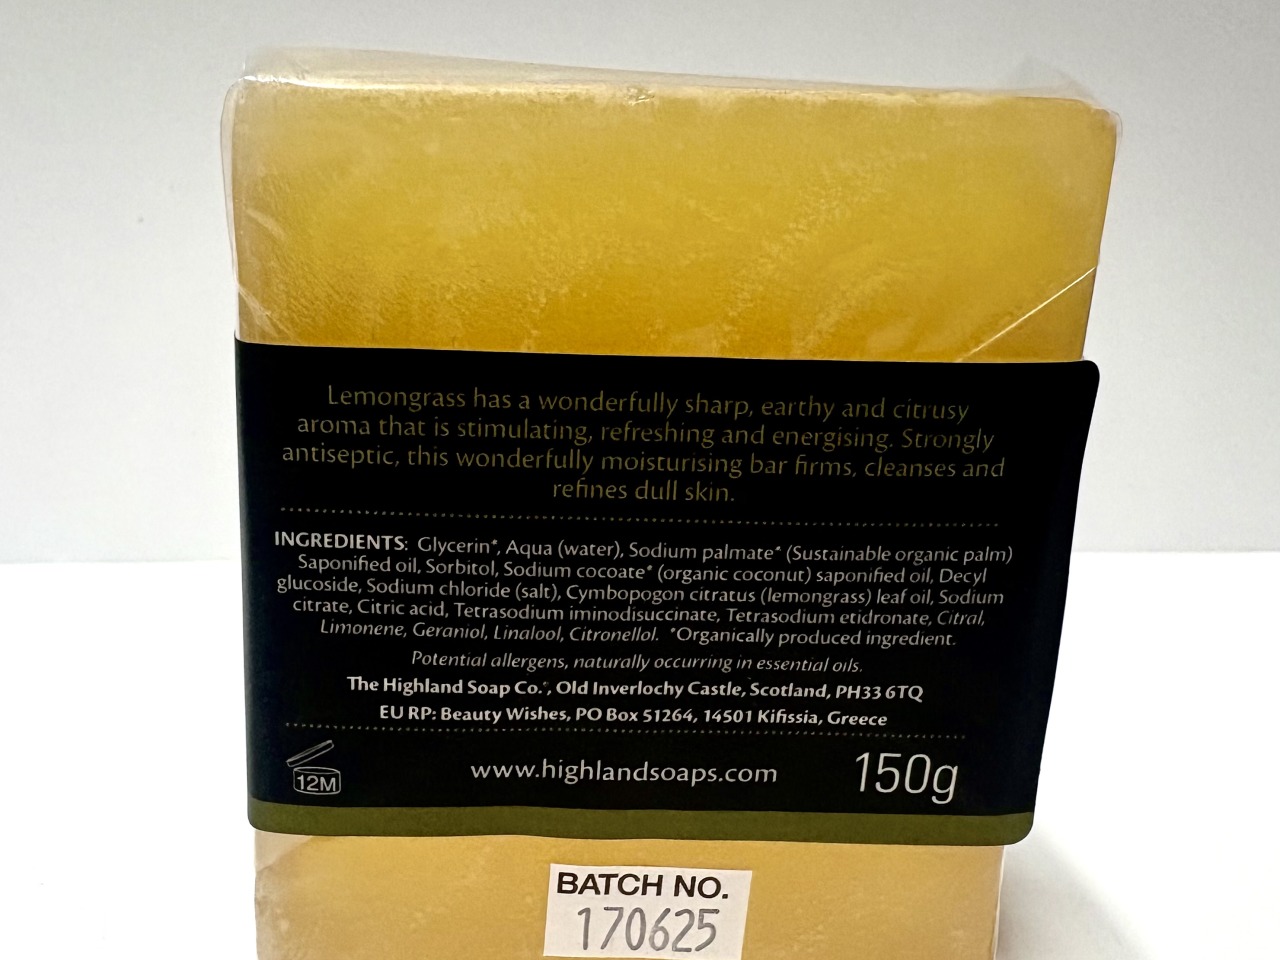 Lemongrass has a wonderfully sharp, earthy and citrusy
aroma that is stimulating, refreshing and energising. Strongly
antiseptic, this wonderfully moisturising bar firms, cleanses and
refines dull skin.
INGREDIENTS: Glycerin*, Aqua (water), Sodium palmate* (Sustainable organic palm)
Saponified oil, Sorbitol, Sodium cocoate* (organic coconut) saponified oil, Decyl
glucoside, Sodium chloride (salt), Cymbopogon citratus (lemongrass) leaf oil, Sodium
citrate, Citric acid, Tetrasodium iminodisuccinate, Tetrasodium etidronate, Citral,
Limonene, Geraniol, Linalool, Citronellol. *Organically produced ingredient.
Potential allergens, naturally occurring in essential oils.
The Highland Soap Co.®, Old Inverlochy Castle, Scotland, PH33 6TQ
EU RP: Beauty Wishes, PO Box 51264, 14501 Kifissia, Greece
12M www.highlandsoaps.com 150g
BATCH NO.
170625